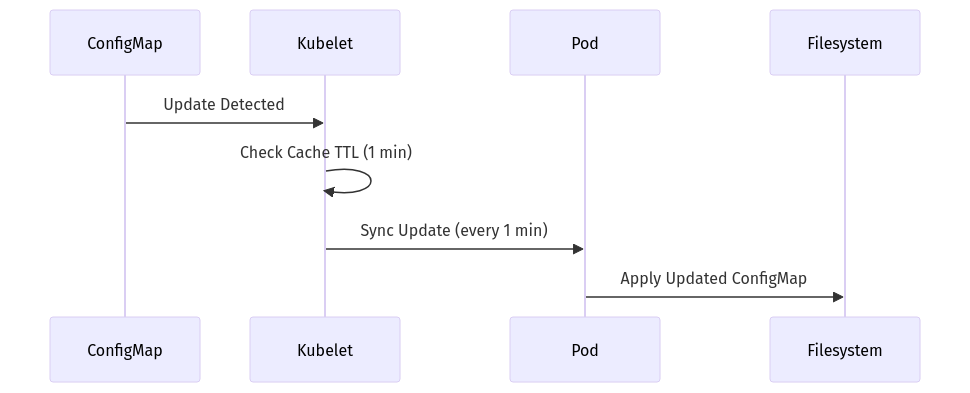 ConfigMap
Kubelet
Pod
Filesystem
Update Detected
Check Cache TTL (1 min)
Sync Update (every 1 min)
Apply Updated ConfigMap
ConfigMap
Kubelet
Pod
Filesystem